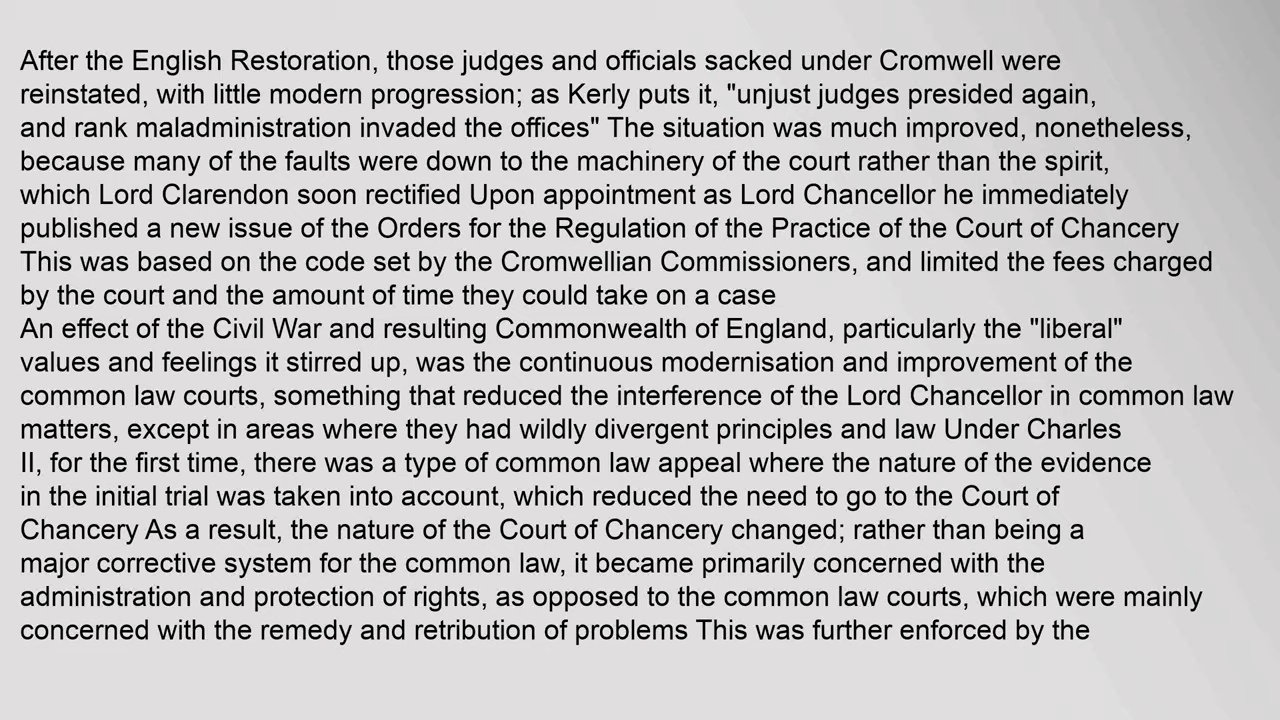 After the English Restoration, those judges and officials sacked under Cromwell were
reinstated, with little modern progression; as Kerly puts it, "unjust judges presided again,
and rank maladministration invaded the offices" The situation was much improved, nonetheless,
because many of the faults were down to the machinery of the court rather than the spirit,
which Lord Clarendon soon rectified Upon appointment as Lord Chancellor he immediately
published a new issue of the Orders for the Regulation of the Practice of the Court of Chancery
This was based on the code set by the Cromwellian Commissioners, and limited the fees charged
by the court and the amount of time they could take on a case
An effect of the Civil War and resulting Commonwealth of England, particularly the "liberal"
values and feelings it stirred up, was the continuous modernisation and improvement of the
common law courts, something that reduced the interference of the Lord Chancellor in common law
matters, except in areas where they had wildly divergent principles and law Under Charles
II, for the first time, there was a type of common law appeal where the nature of the evidence
in the initial trial was taken into account, which reduced the need to go to the Court of
Chancery As a result, the nature of the Court of Chancery changed; rather than being a
major corrective system for the common law, it became primarily concerned with the
administration and protection of rights, as opposed to the common law courts, which were mainly
concerned with the remedy and retribution of problems This was further enforced by the